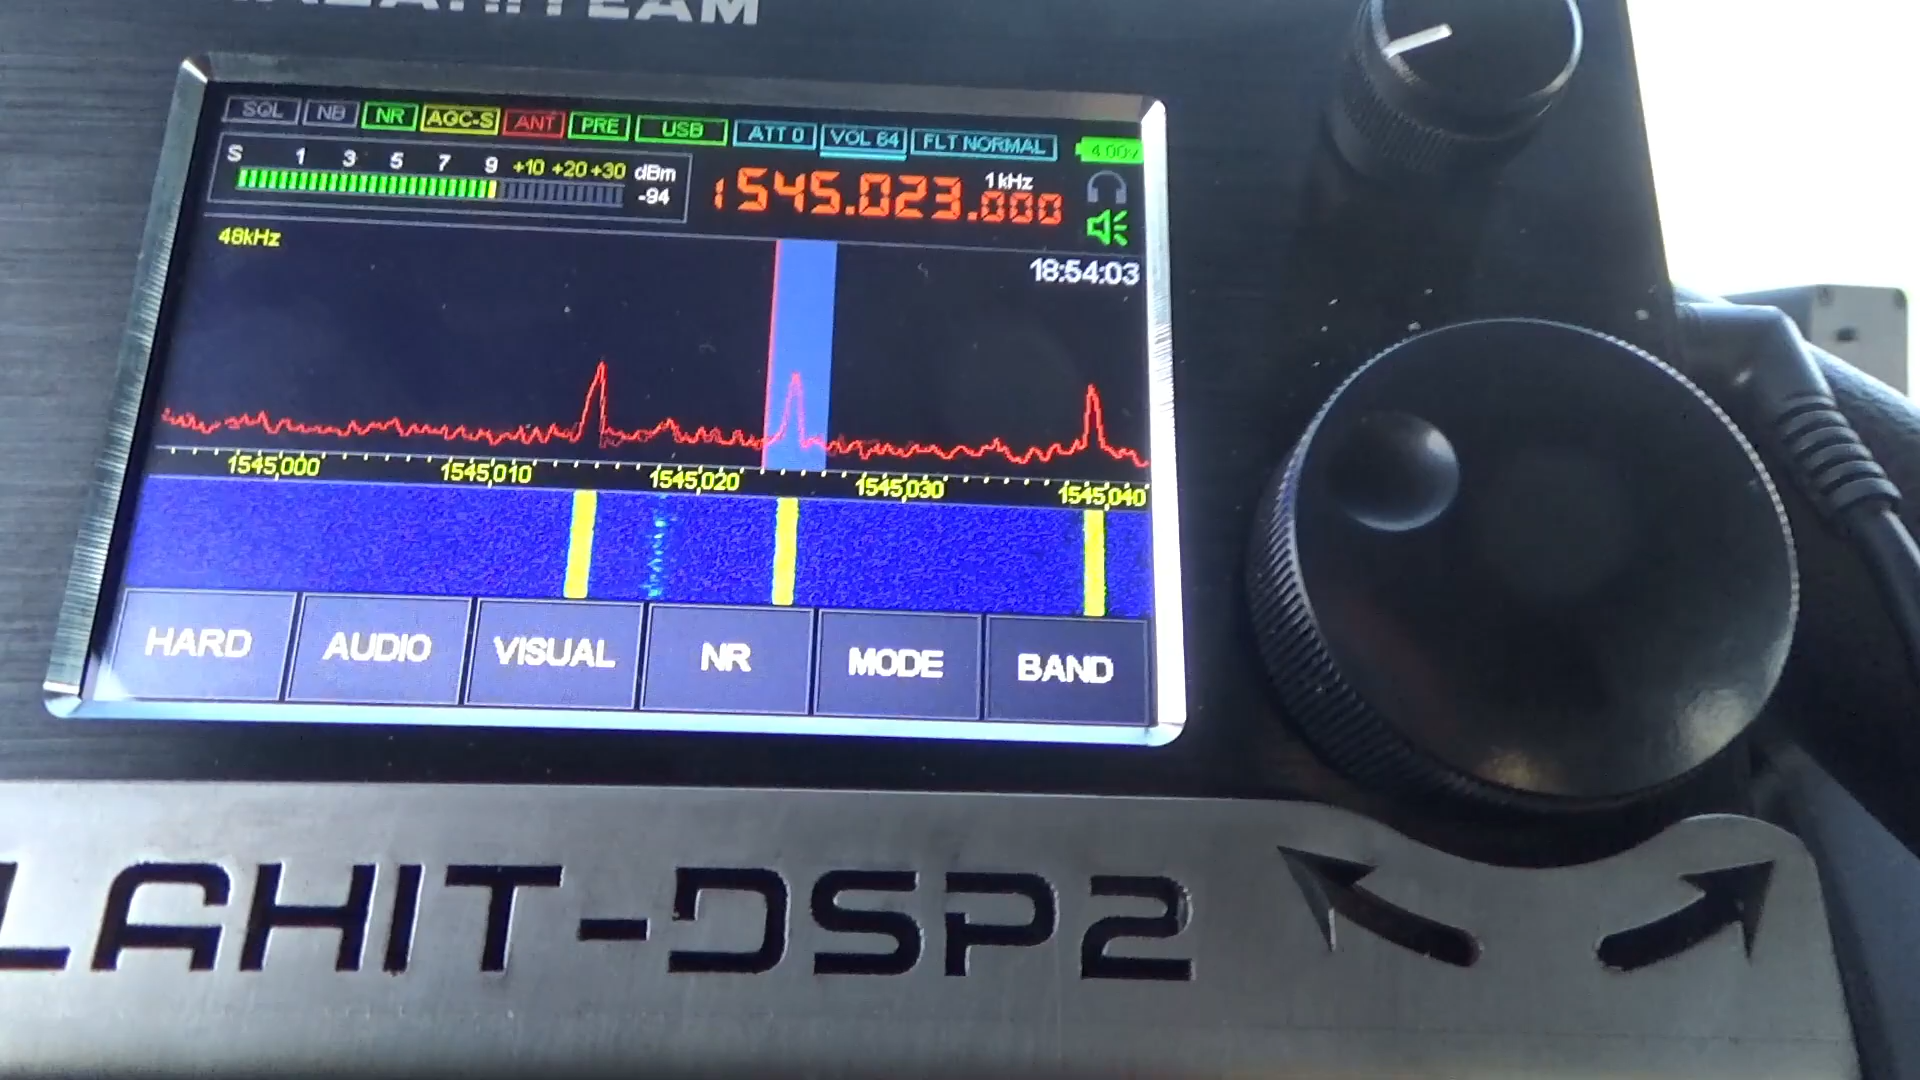 SQL NB NR AGC-S ANT PRE USB ATT 0 VOL 64 FLT NORMAL 4.00v
S 1 3 5 7 9 +10 +20 +30 dBm
-94
1kHz
1545.023.000
48kHz
18:54:03
1545,000 1545,010 1545,020 1545,030 1545,040
HARD AUDIO VISUAL NR MODE BAND
LAHIT-DSP2